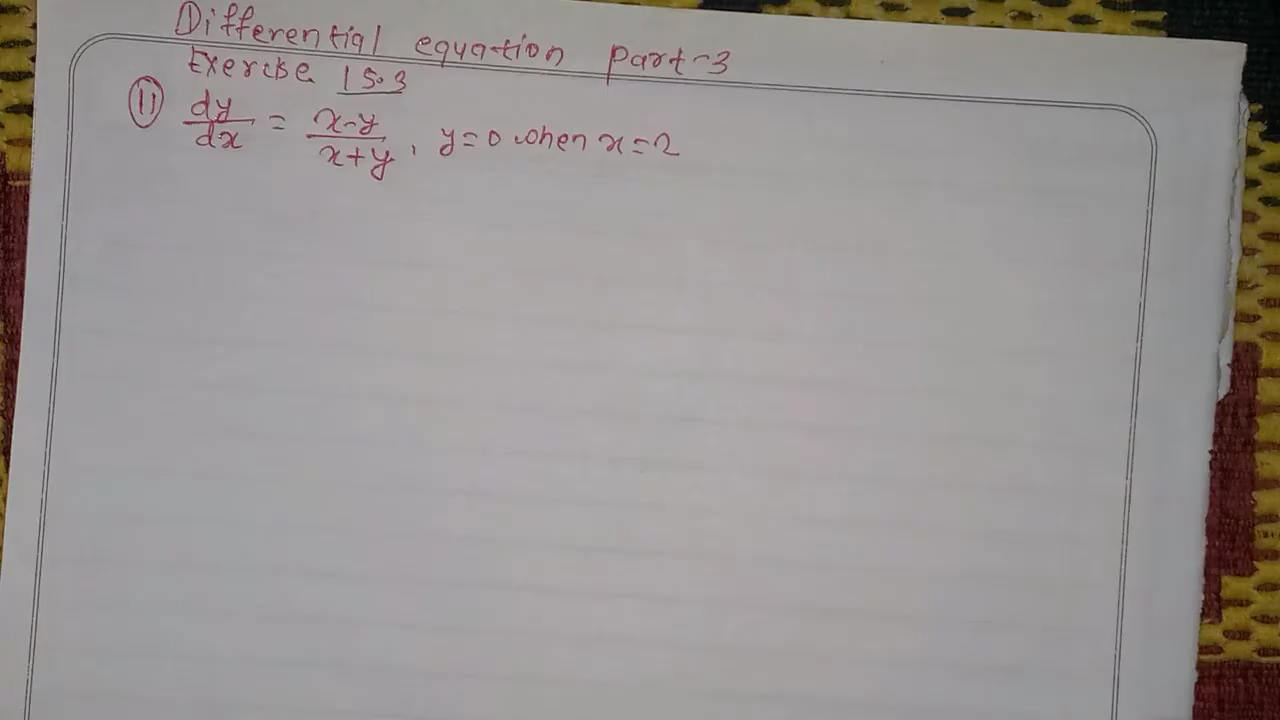 Differential equation part-3
Exercise 15.3
(11) dy/dx = x-y/x+y, y=0 when x=2